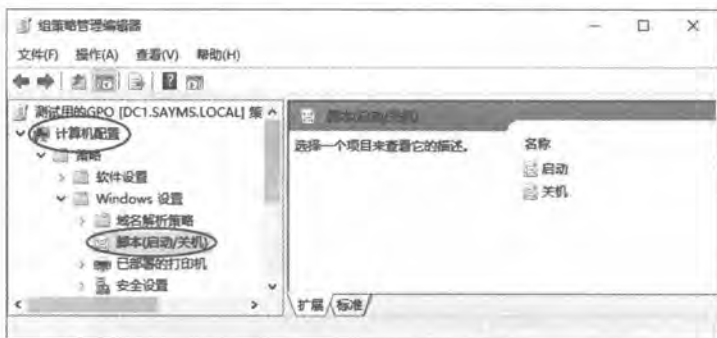 组策略管理编辑器
文件(F) 操作(A) 查看(V) 帮助(H)
测试用的GPO [DC1.SAYMS.LOCAL] 策
计算机配置
策略
软件设置
Windows 设置
域名解析策略
脚本(启动/关机)
已部署的打印机
安全设置
脚本(启动/关机)
选择一个项目来查看它的描述。
名称
启动
关机
扩展 标准